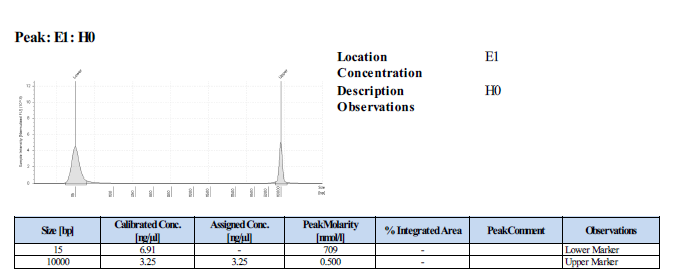 Peak: E1: H0
Location E1
Concentration
Description H0
Observations
Lower
Upper
Size [bp] Calibrated Conc. [ng/µl] Assigned Conc. [ng/µl] Peak Molarity [nmol/l] % Integrated Area Peak Comment Observations
15 6.91 - 709 - Lower Marker
10000 3.25 3.25 0.500 - Upper Marker